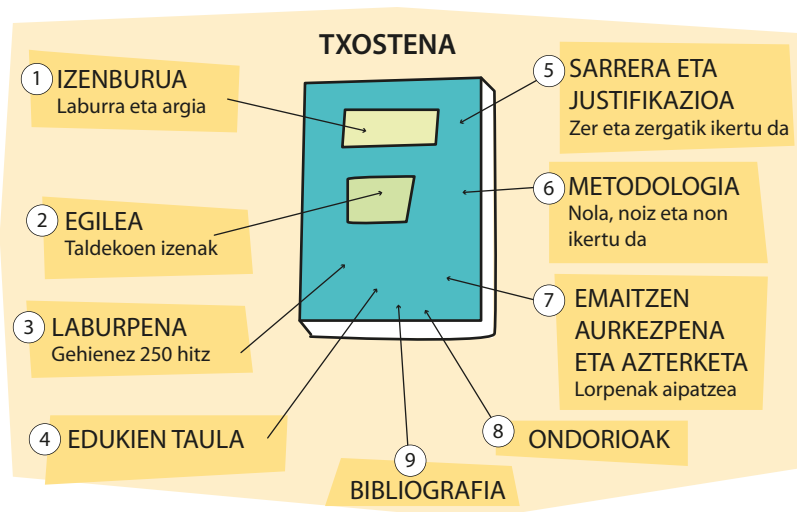 TXOSTENA
1 IZENBURUA
Laburra eta argia
2 EGILEA
Taldekoen izenak
3 LABURPENA
Gehienez 250 hitz
4 EDUKIEN TAULA
5 SARRERA ETA
JUSTIFIKAZIOA
Zer eta zergatik ikertu da
6 METODOLOGIA
Nola, noiz eta non
ikertu da
7 EMAITZEN
AURKEZPENA
ETA AZTERKETA
Lorpenak aipatzea
8 ONDORIOAK
9
BIBLIOGRAFIA